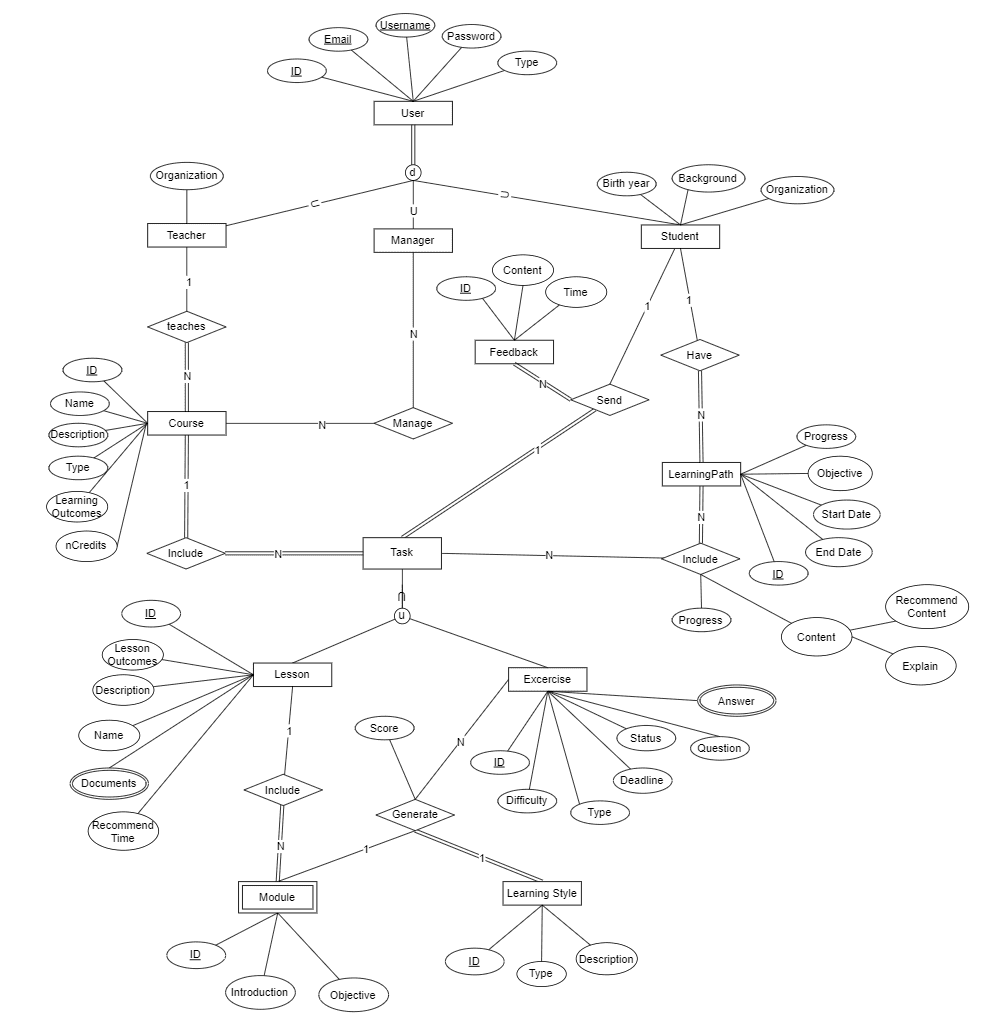 Username
Email
Password
Type
ID
User
d
Organization
Birth year
Background
Organization
U
U
U
Teacher
Manager
Student
1
ID
Content
Time
1
1
teaches
N
Feedback
Have
ID
N
N
Send
Name
N
Course
N
Manage
Description
Type
Learning
Outcomes
nCredits
1
1
Progress
LearningPath
Objective
Start Date
End Date
ID
N
Include
N
Task
N
Include
U
u
Progress
Content
Recommend
Content
Explain
ID
Lesson
Outcomes
Description
Name
Documents
Recommend
Time
Lesson
Excercise
Answer
Status
Question
ID
Deadline
Difficulty
Type
1
Score
N
Include
Generate
N
1
1
Module
Learning Style
ID
Introduction
Objective
ID
Type
Description